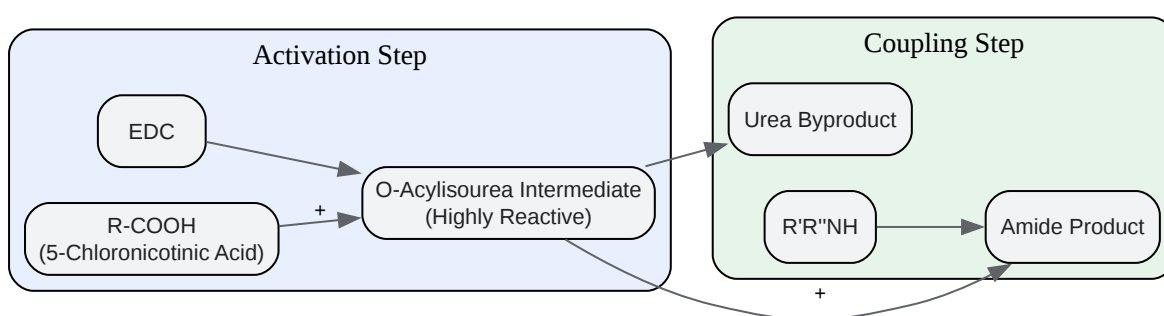 Activation Step
EDC
R-COOH
(5-Chloronicotinic Acid)
+
O-Acylisourea Intermediate
(Highly Reactive)
Coupling Step
Urea Byproduct
R'R''NH
Amide Product
+